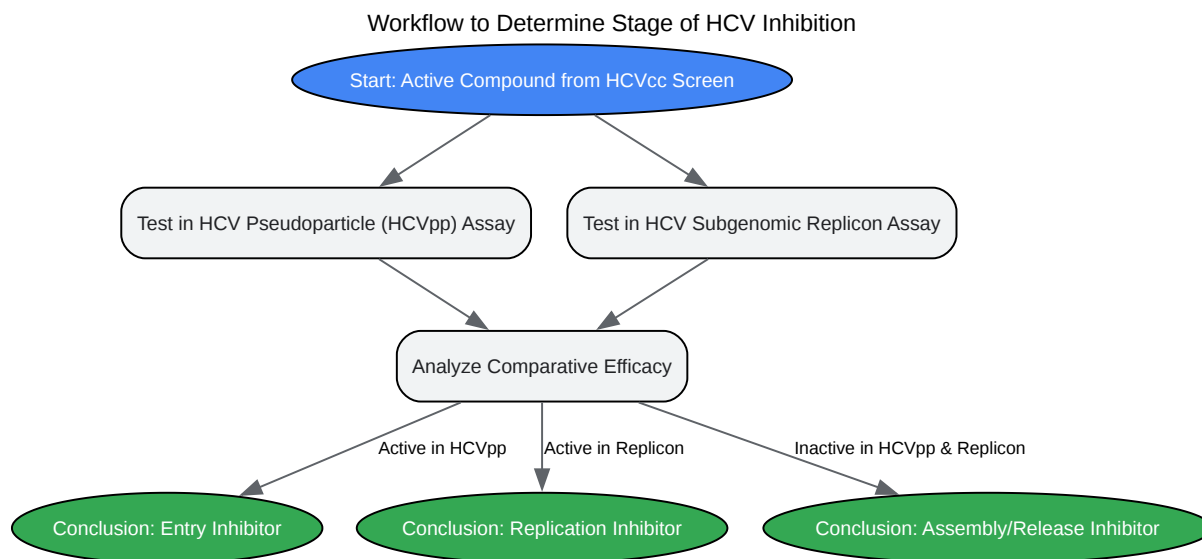 Workflow to Determine Stage of HCV Inhibition
Start: Active Compound from HCVcc Screen
Test in HCV Pseudoparticle (HCVpp) Assay
Test in HCV Subgenomic Replicon Assay
Analyze Comparative Efficacy
Active in HCVpp
Active in Replicon
Inactive in HCVpp & Replicon
Conclusion: Entry Inhibitor
Conclusion: Replication Inhibitor
Conclusion: Assembly/Release Inhibitor